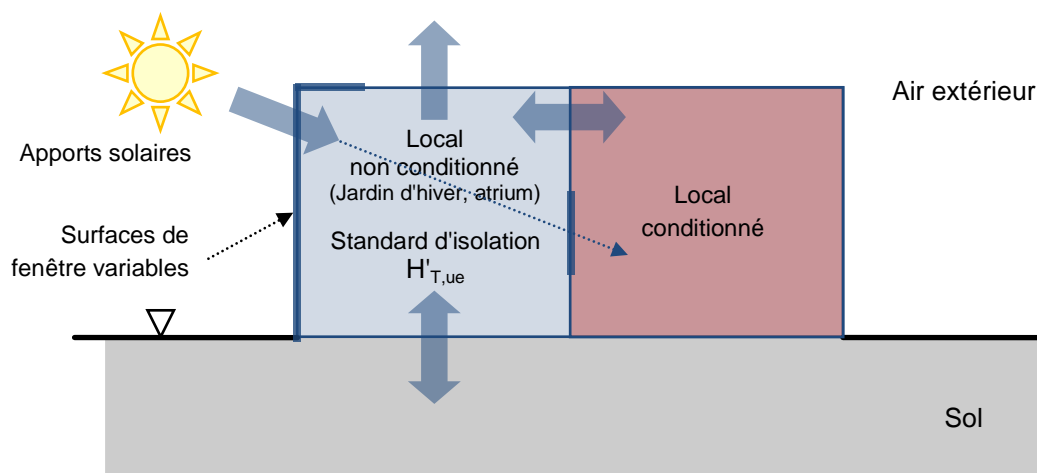 Air extérieur
Apports solaires
Local
non conditionné
(Jardin d'hiver, atrium)
Standard d'isolation
H'T,ue
Local
conditionné
Surfaces de
fenêtre variables
Sol